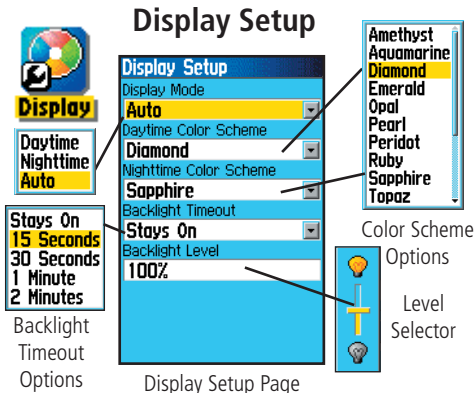 Display Setup
Display
Daytime
Nighttime
Auto
Stays On
15 Seconds
30 Seconds
1 Minute
2 Minutes
Backlight
Timeout
Options
Display Setup
Display Mode
Auto
Daytime Color Scheme
Diamond
Nighttime Color Scheme
Sapphire
Backlight Timeout
Stays On
Backlight Level
100%
Display Setup Page
Amethyst
Aquamarine
Diamond
Emerald
Opal
Pearl
Peridot
Ruby
Sapphire
Topaz
Color Scheme
Options
Level
Selector